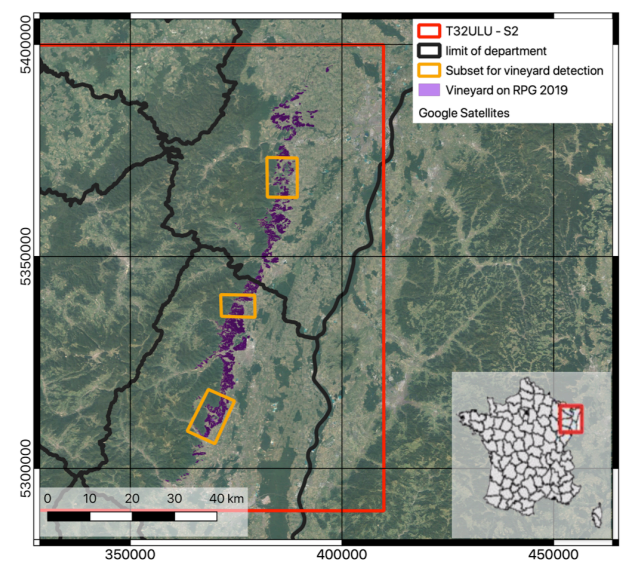 T32ULU - S2
limit of department
Subset for vineyard detection
Vineyard on RPG 2019
Google Satellites
5400000
5350000
5300000
0 10 20 30 40 km
350000 400000 450000